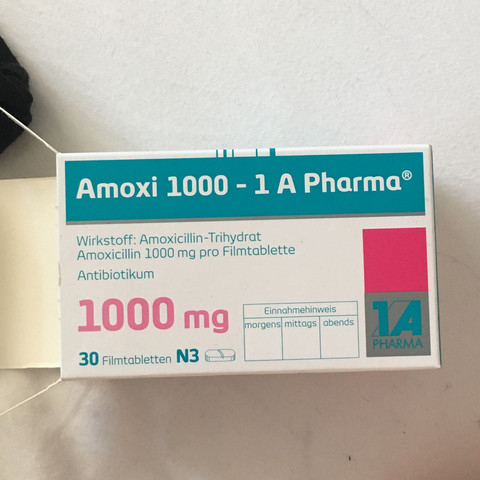 Amoxi 1000 - 1 A Pharma®
Wirkstoff: Amoxicillin-Trihydrat
Amoxicillin 1000 mg pro Filmtablette
Antibiotikum
1000 mg
30 Filmtabletten N3
Einnahmehinweis
morgens mittags abends
1A
PHARMA